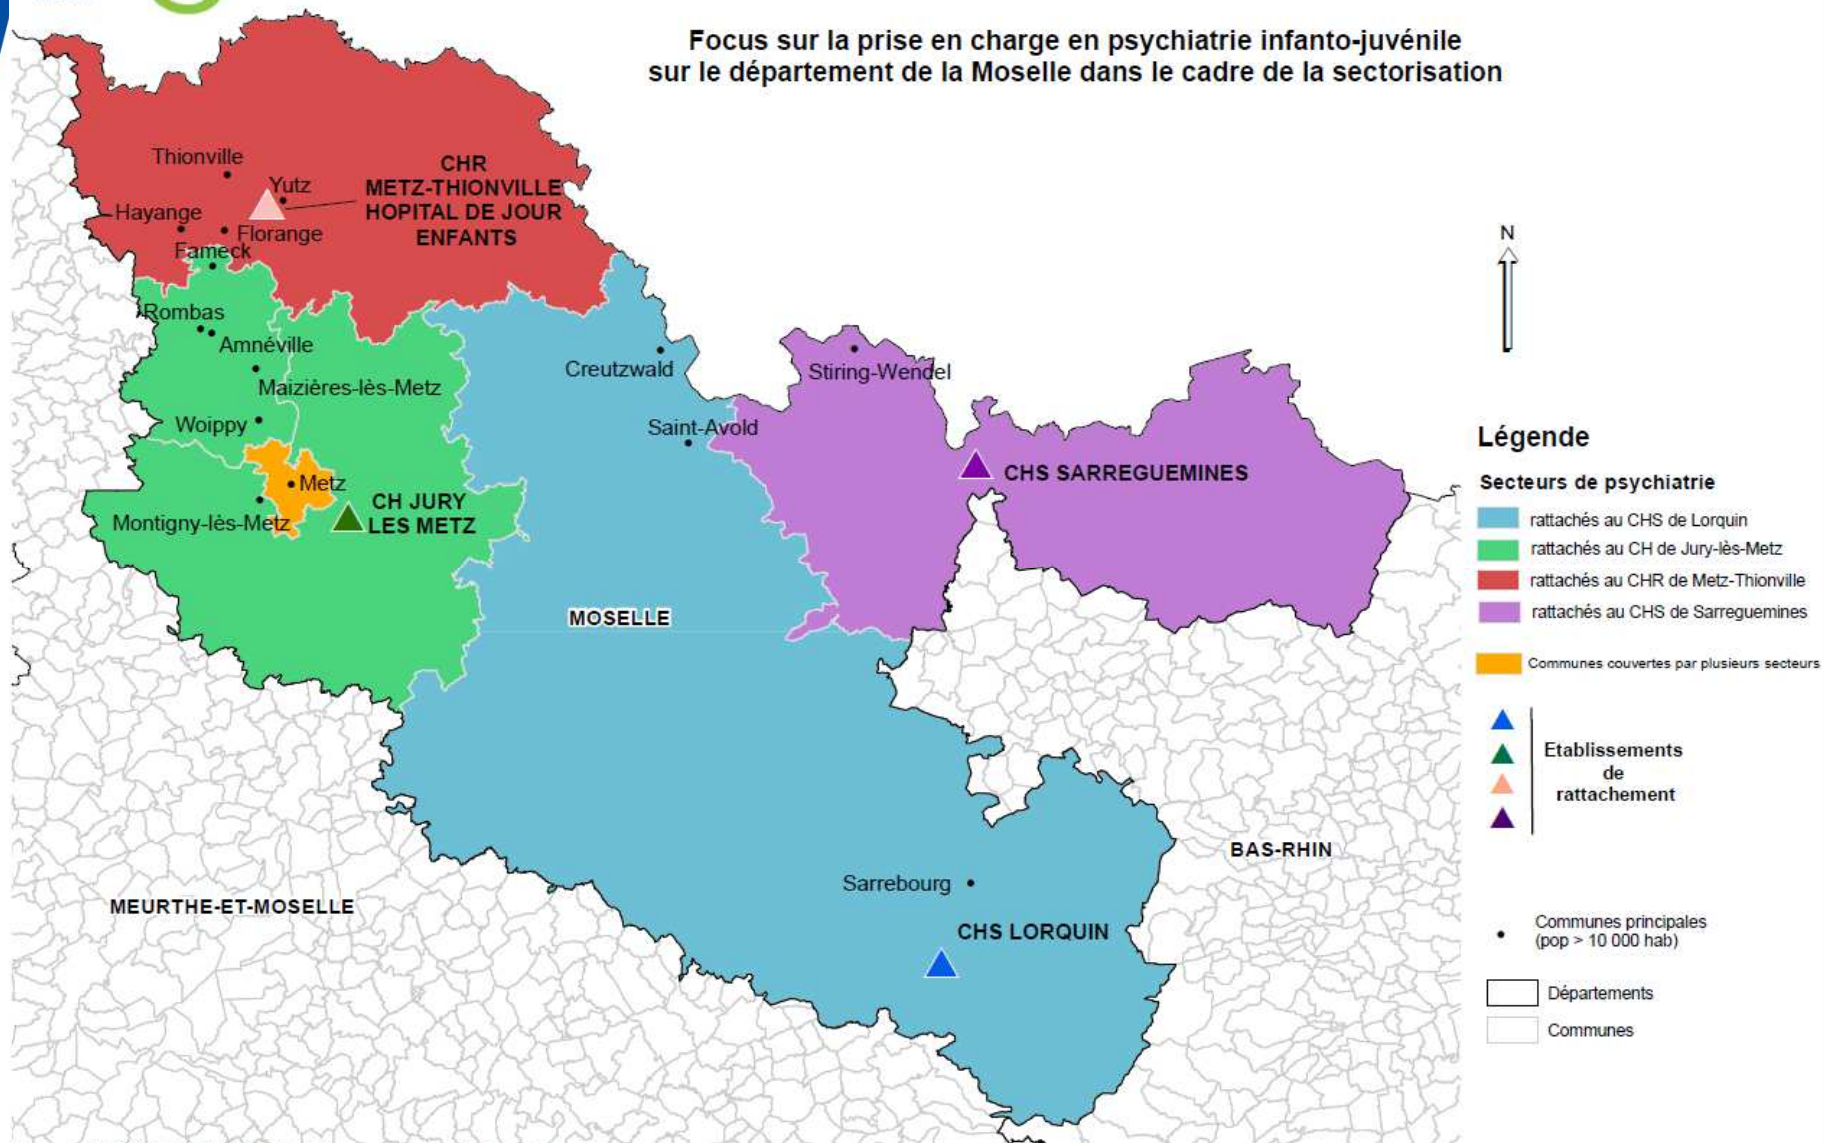 Focus sur la prise en charge en psychiatrie infanto-juvénile
sur le département de la Moselle dans le cadre de la sectorisation
Thionville
Yutz
CHR
METZ-THIONVILLE
HOPITAL DE JOUR
ENFANTS
Hayange
Florange
Fameck
Rombas
Amnéville
Maizières-lès-Metz
Woippy
Metz
Montigny-lès-Metz
CH JURY
LES METZ
Creutzwald
Saint-Avold
Stiring-Wendel
CHS SARREGUEMINES
MOSELLE
Sarrebourg
CHS LORQUIN
BAS-RHIN
MEURTHE-ET-MOSELLE
N
Légende
Secteurs de psychiatrie
rattachés au CHS de Lorquin
rattachés au CH de Jury-lès-Metz
rattachés au CHR de Metz-Thionville
rattachés au CHS de Sarreguemines
Communes couvertes par plusieurs secteurs
Etablissements
de
rattachement
Communes principales
(pop > 10 000 hab)
Départements
Communes